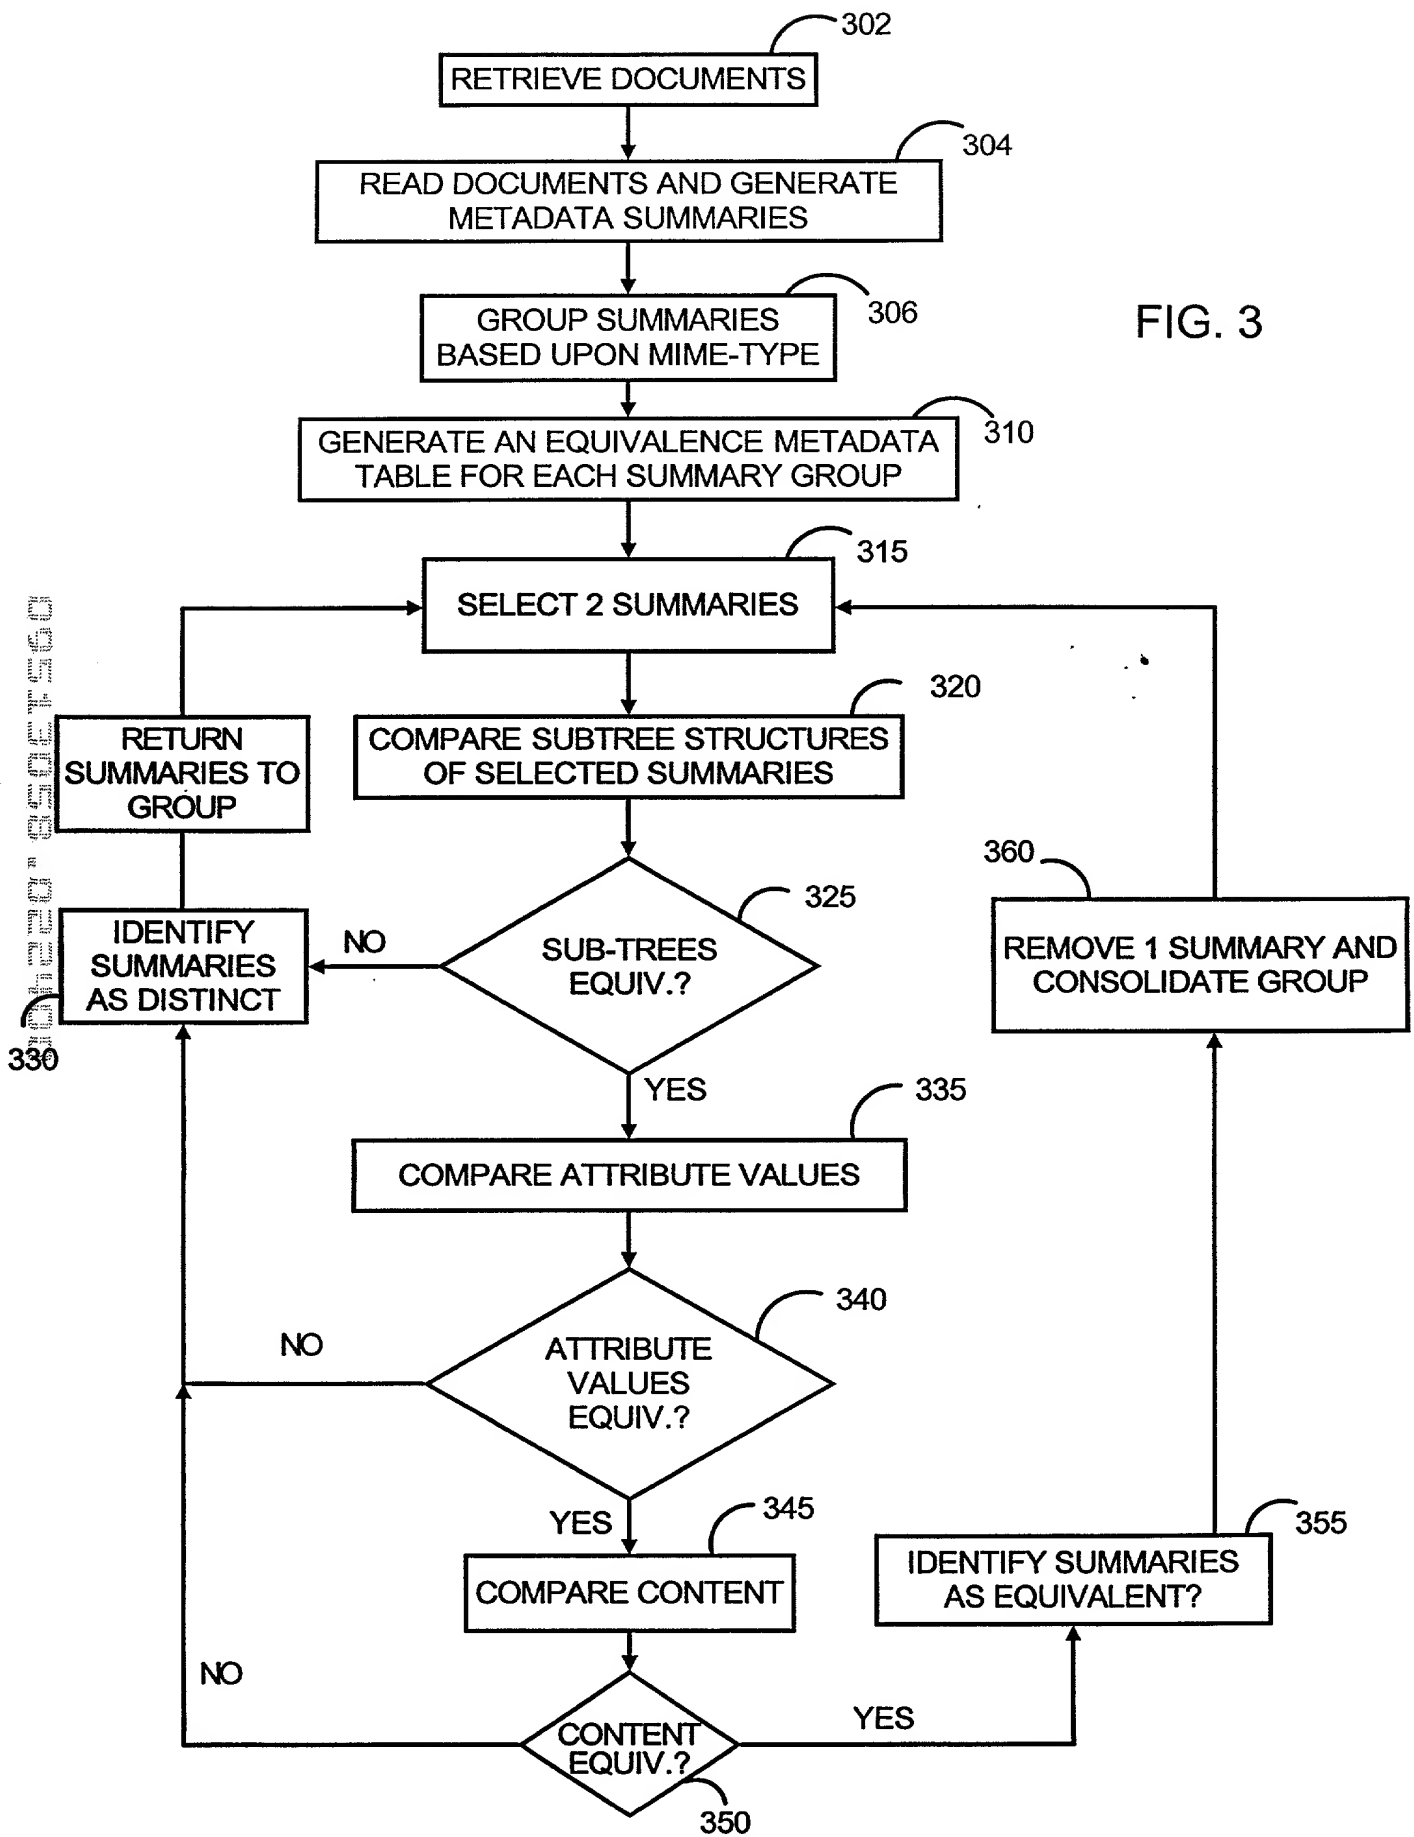 302
RETRIEVE DOCUMENTS
304
READ DOCUMENTS AND GENERATE
METADATA SUMMARIES
306
GROUP SUMMARIES
BASED UPON MIME-TYPE
FIG. 3
310
GENERATE AN EQUIVALENCE METADATA
TABLE FOR EACH SUMMARY GROUP
315
SELECT 2 SUMMARIES
320
COMPARE SUBTREE STRUCTURES
OF SELECTED SUMMARIES
RETURN
SUMMARIES TO
GROUP
325
SUB-TREES
EQUIV.?
NO
IDENTIFY
SUMMARIES
AS DISTINCT
330
360
REMOVE 1 SUMMARY AND
CONSOLIDATE GROUP
YES
335
COMPARE ATTRIBUTE VALUES
340
ATTRIBUTE
VALUES
EQUIV.?
NO
YES
345
COMPARE CONTENT
355
IDENTIFY SUMMARIES
AS EQUIVALENT?
NO
CONTENT
EQUIV.?
YES
350